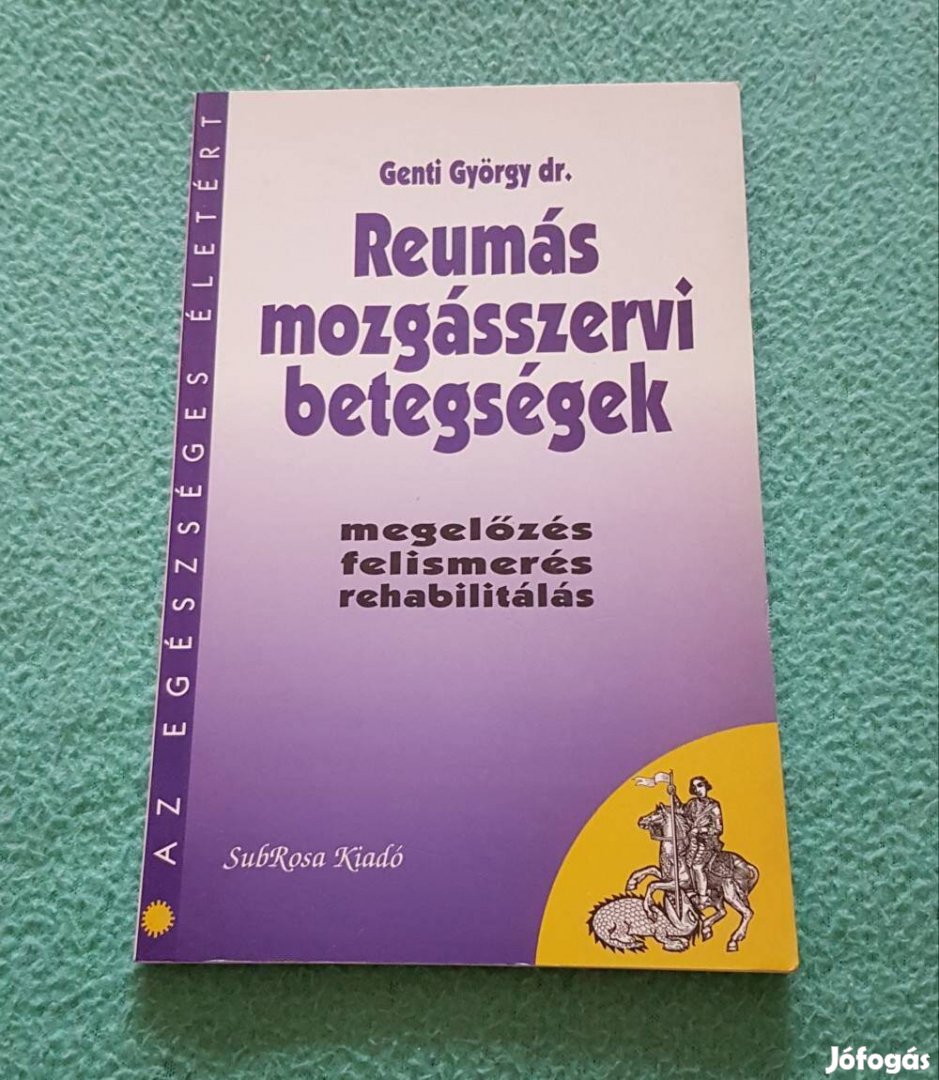 Genti György dr.
Reumás
mozgásszervi
betegségek
megelőzés
felismerés
rehabilitálás
SubRosa Kiadó
AZ EGÉSZSÉGES ÉLETÉRT
Jófogás